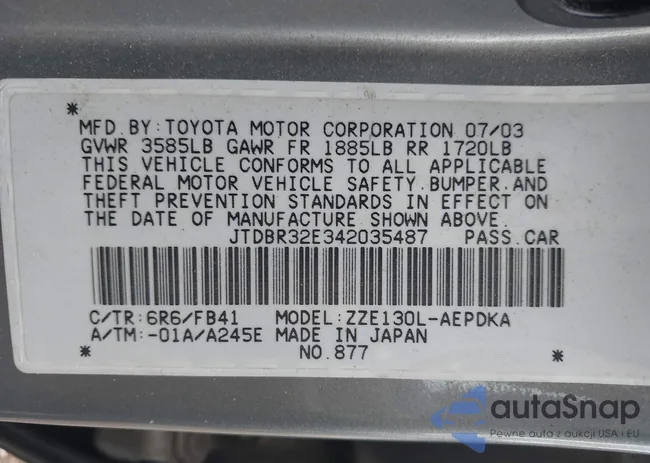 *
MFD.BY:TOYOTA MOTOR CORPORATION 07/03
GVWR 3585LB GAWR FR 1885LB RR 1720LB
THIS VEHICLE CONFORMS TO ALL APPLICABLE
FEDERAL MOTOR VEHICLE SAFETY.BUMPER.AND
THEFT PREVENTION STANDARDS IN EFFECT ON
THE DATE OF MANUFACTURE SHOWN ABOVE.
JTDBR32E342035487 PASS.CAR
C/TR:6R6/FB41 MODEL:ZZE130L-AEPDKA
A/TM:-01A/A245E MADE IN JAPAN
* NO.877 *
autaSnap
Pewne auta z aukcji USA i EU